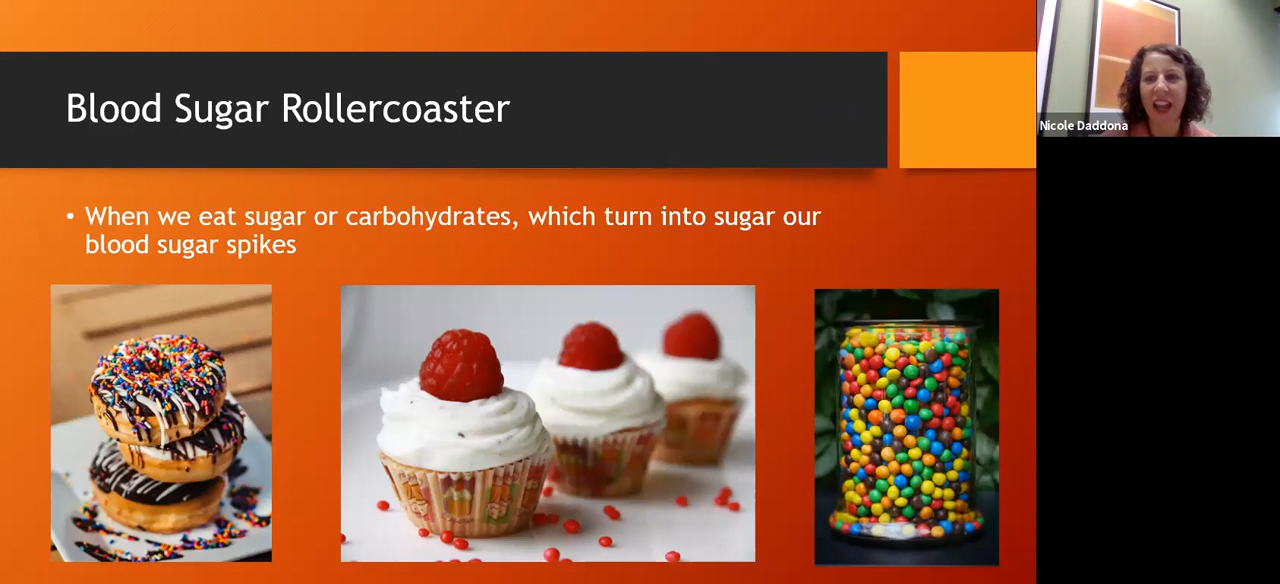 Blood Sugar Rollercoaster
Nicole Daddona
• When we eat sugar or carbohydrates, which turn into sugar our
blood sugar spikes